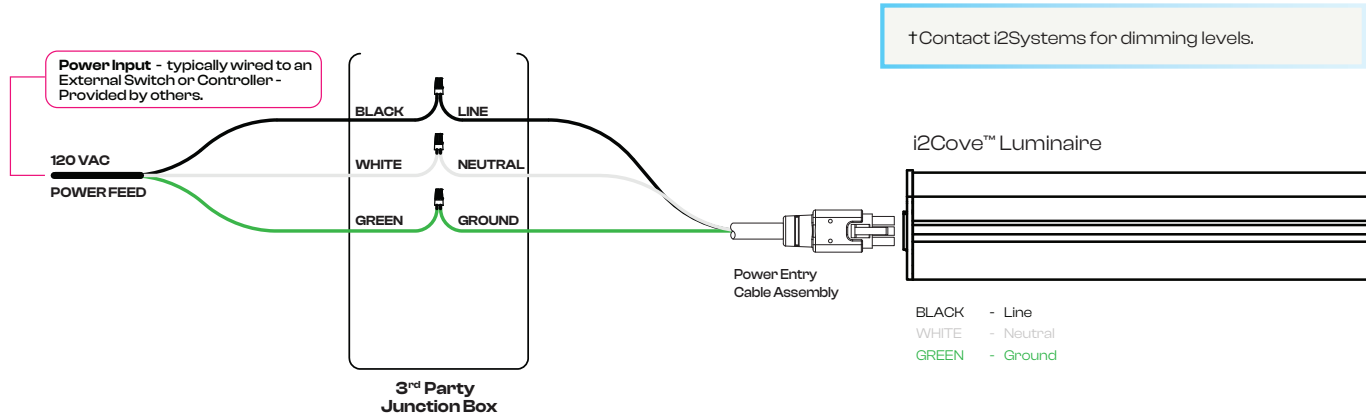 †Contact i2Systems for dimming levels.
Power Input - typically wired to an
External Switch or Controller -
Provided by others.
BLACK LINE
i2Cove™ Luminaire
120 VAC
WHITE NEUTRAL
POWER FEED
GREEN GROUND
Power Entry
Cable Assembly
BLACK - Line
WHITE - Neutral
GREEN - Ground
3rd Party
Junction Box